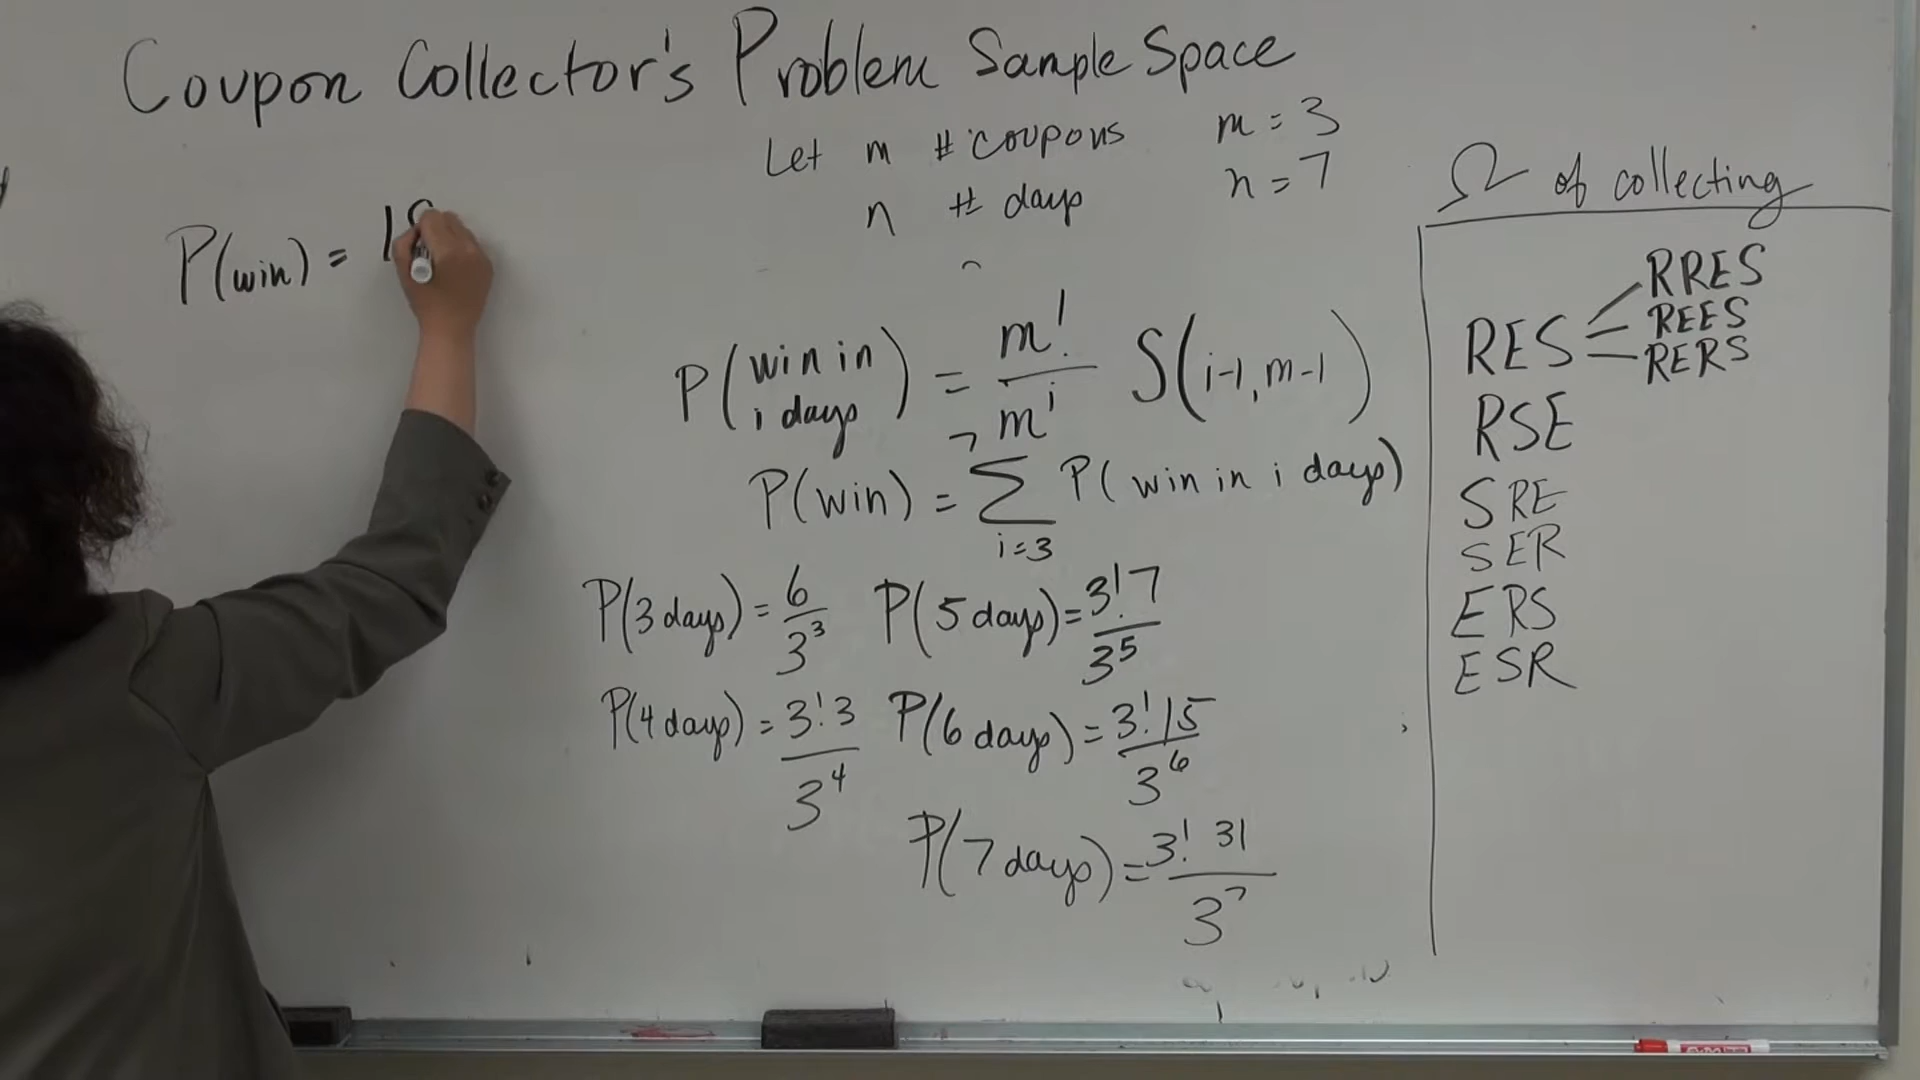 Coupon Collector's Problem Sample Space
Let m # coupons m = 3
n # days n = 7
P(win) = 18
P(win in i days) = m!/m^i S(i-1, m-1)
P(win) = 7 Σ i=3 P(win in i days)
P(3 days) = 6/3^3 P(5 days) = 3!7/3^5
P(4 days) = 3!3/3^4 P(6 days) = 3!15/3^6
P(7 days) = 3! 31/3^7
Ω of collecting
RRES
RES REES
RERS
RSE
SRE
SER
ERS
ESR